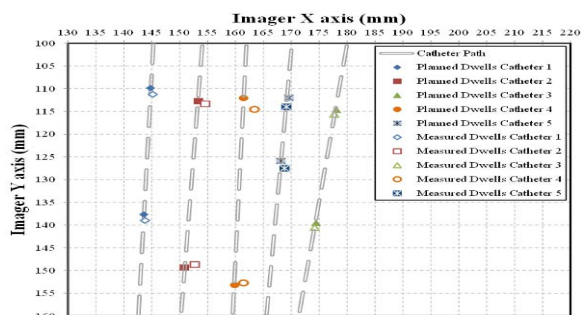 Imager X axis (mm)
130 135 140 145 150 155 160 165 170 175 180 185 190 195 200 205 210 215 220
Imager Y axis (mm)
100
105
110
115
120
125
130
135
140
145
150
155
160
Catheter Path
Planned Dwells Catheter 1
Planned Dwells Catheter 2
Planned Dwells Catheter 3
Planned Dwells Catheter 4
Planned Dwells Catheter 5
Measured Dwells Catheter 1
Measured Dwells Catheter 2
Measured Dwells Catheter 3
Measured Dwells Catheter 4
Measured Dwells Catheter 5